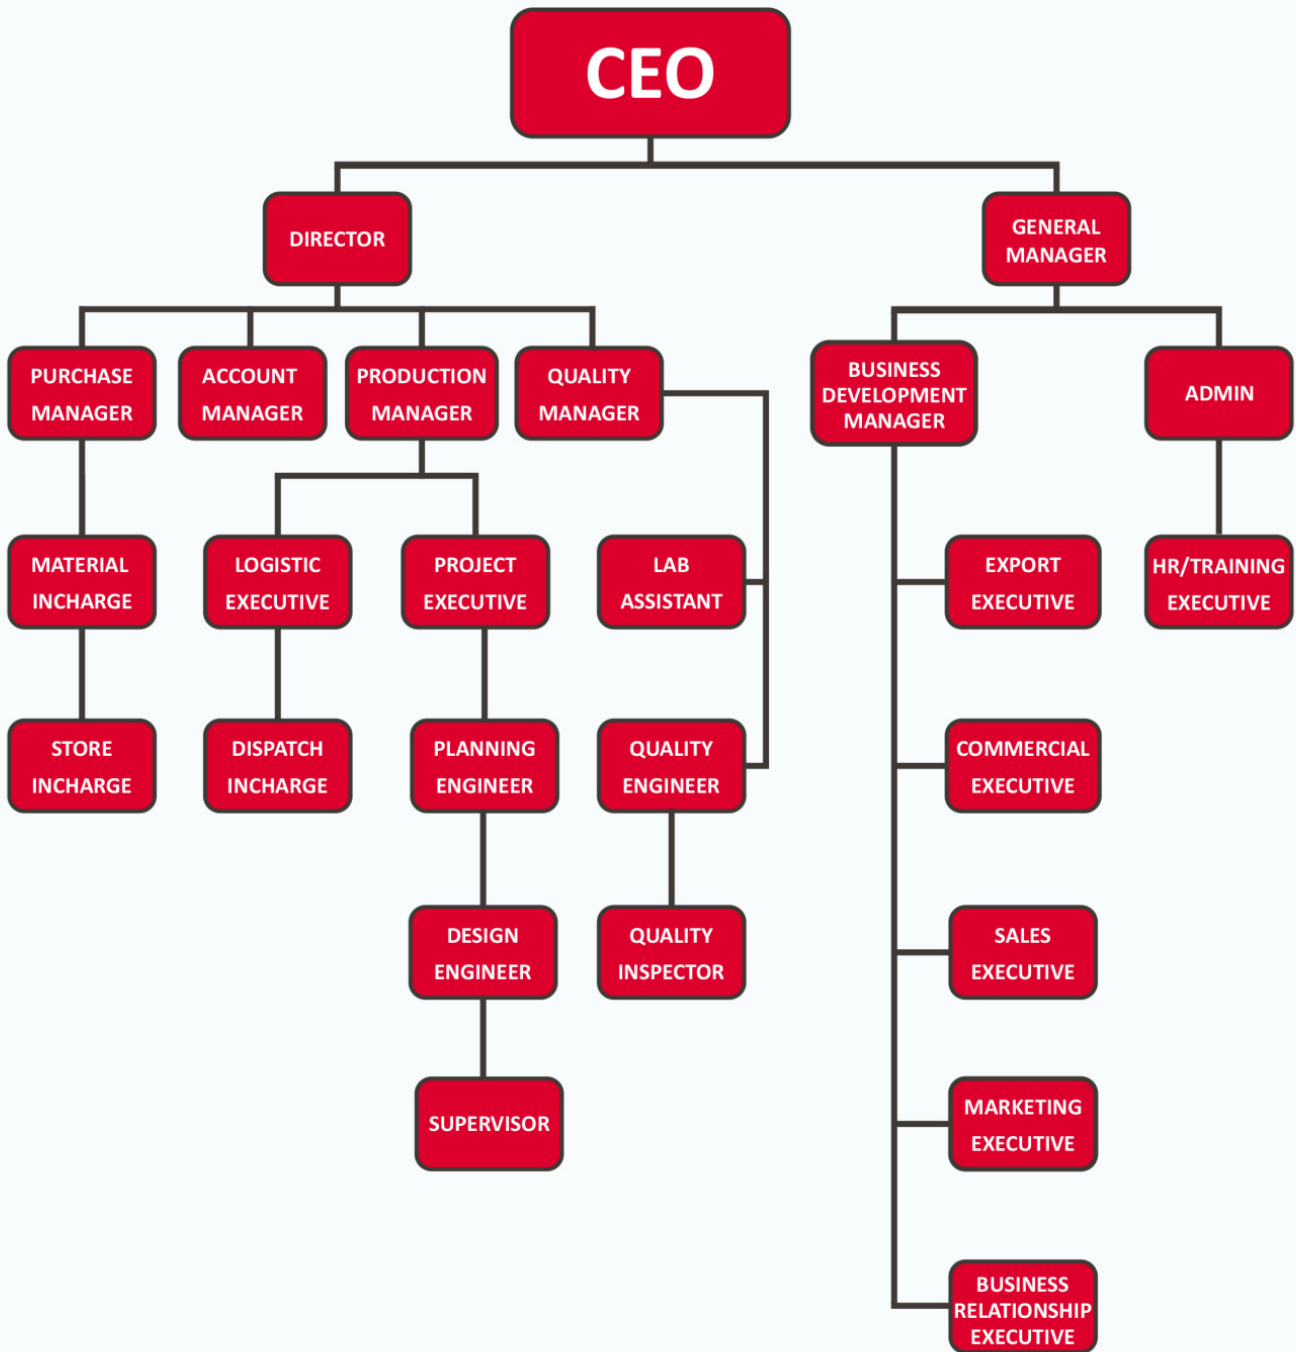 CEO
DIRECTOR
GENERAL
MANAGER
PURCHASE
MANAGER
ACCOUNT
MANAGER
PRODUCTION
MANAGER
QUALITY
MANAGER
BUSINESS
DEVELOPMENT
MANAGER
ADMIN
MATERIAL
INCHARGE
LOGISTIC
EXECUTIVE
PROJECT
EXECUTIVE
LAB
ASSISTANT
EXPORT
EXECUTIVE
HR/TRAINING
EXECUTIVE
STORE
INCHARGE
DISPATCH
INCHARGE
PLANNING
ENGINEER
QUALITY
ENGINEER
COMMERCIAL
EXECUTIVE
DESIGN
ENGINEER
QUALITY
INSPECTOR
SALES
EXECUTIVE
SUPERVISOR
MARKETING
EXECUTIVE
BUSINESS
RELATIONSHIP
EXECUTIVE